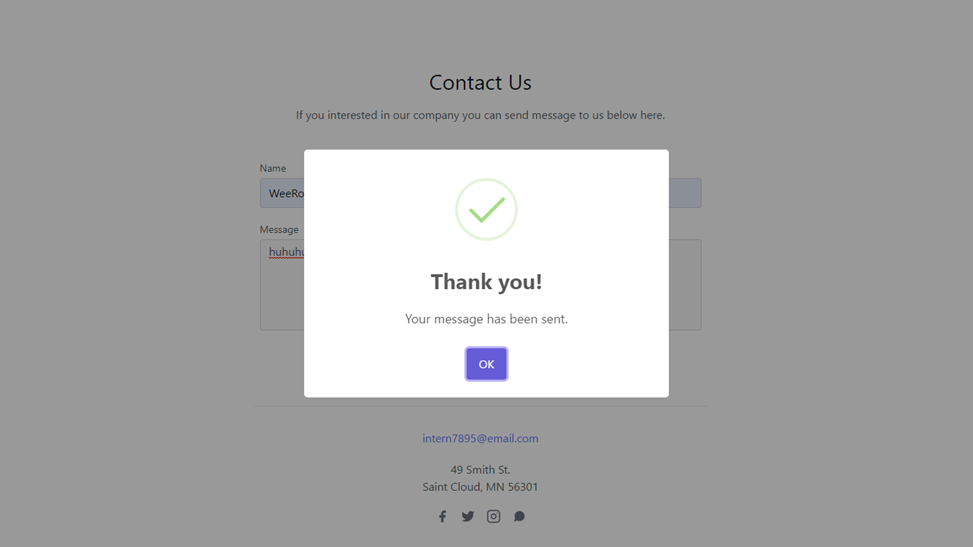 Contact Us
If you interested in our company you can send message to us below here.
Name
WeeRo
Message
huhuhu
Thank you!
Your message has been sent.
OK
intern7895@email.com
49 Smith St.
Saint Cloud, MN 56301